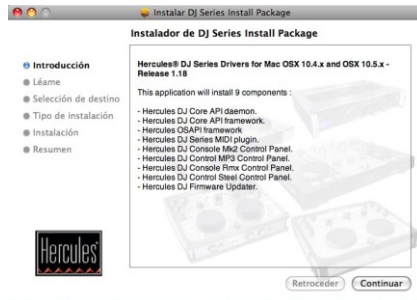 Instalar DJ Series Install Package
Instalador de DJ Series Install Package
Introducción
Léame
Selección de destino
Tipo de instalación
Instalación
Resumen
Hercules® DJ Series Drivers for Mac OSX 10.4.x and OSX 10.5.x -
Release 1.18
This application will install 9 components :
- Hercules DJ Core API daemon.
- Hercules DJ Core API framework.
- Hercules OSAPI framework
- Hercules DJ Series MIDI plugin.
- Hercules DJ Console Mk2 Control Panel.
- Hercules DJ Control MP3 Control Panel.
- Hercules DJ Console Rmx Control Panel.
- Hercules DJ Control Steel Control Panel.
- Hercules DJ Firmware Updater.
Hercules
Retroceder
Continuar